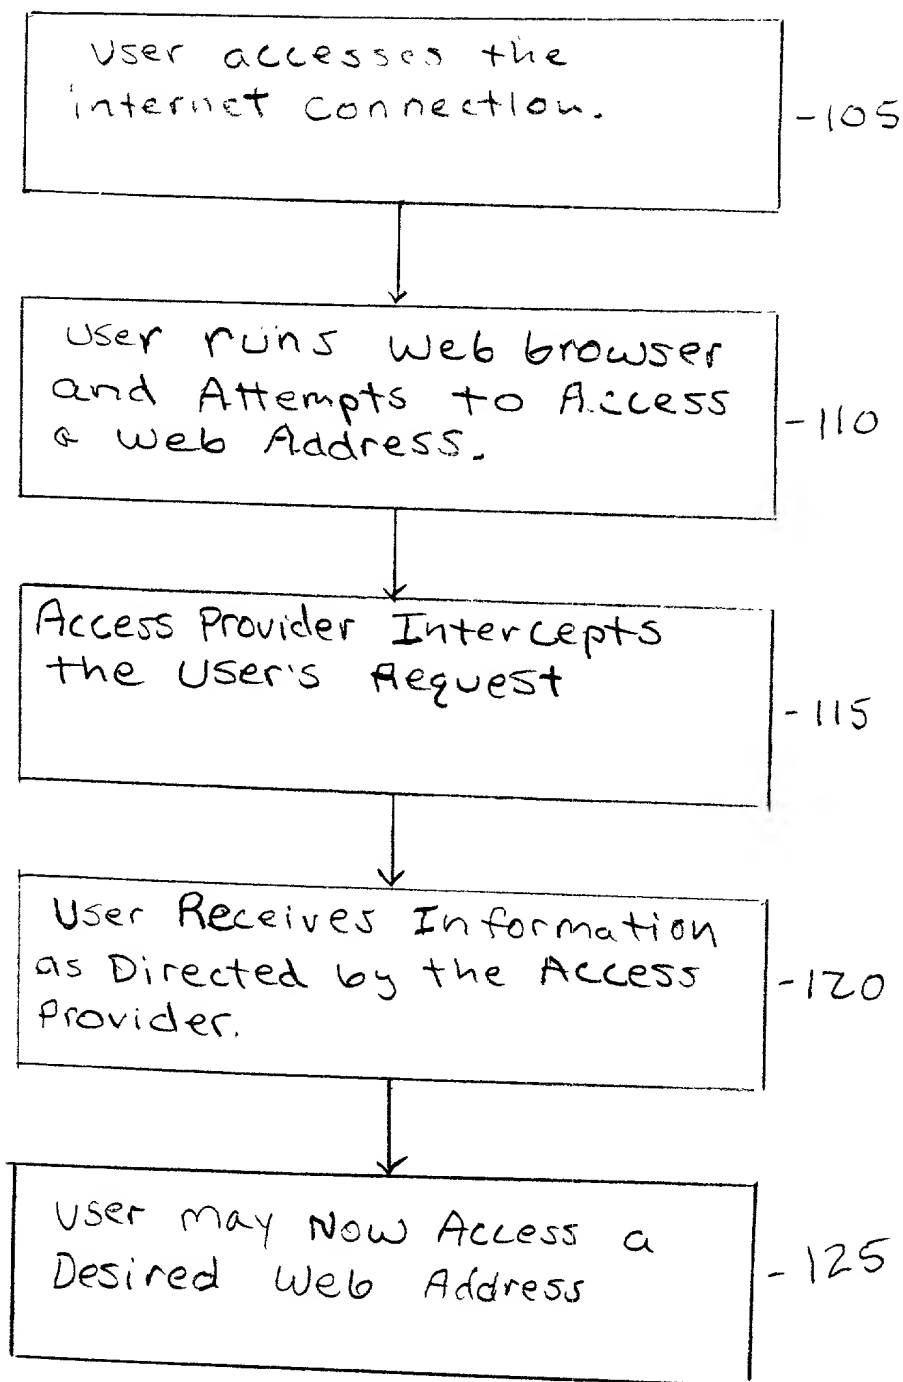 User accesses the
internet connection.
-105
User runs web browser
and Attempts to Access
a web Address.
-110
Access Provider Intercepts
the User's Request
-115
User Receives Information
as Directed by the Access
Provider.
-120
User may Now Access a
Desired Web Address
-125